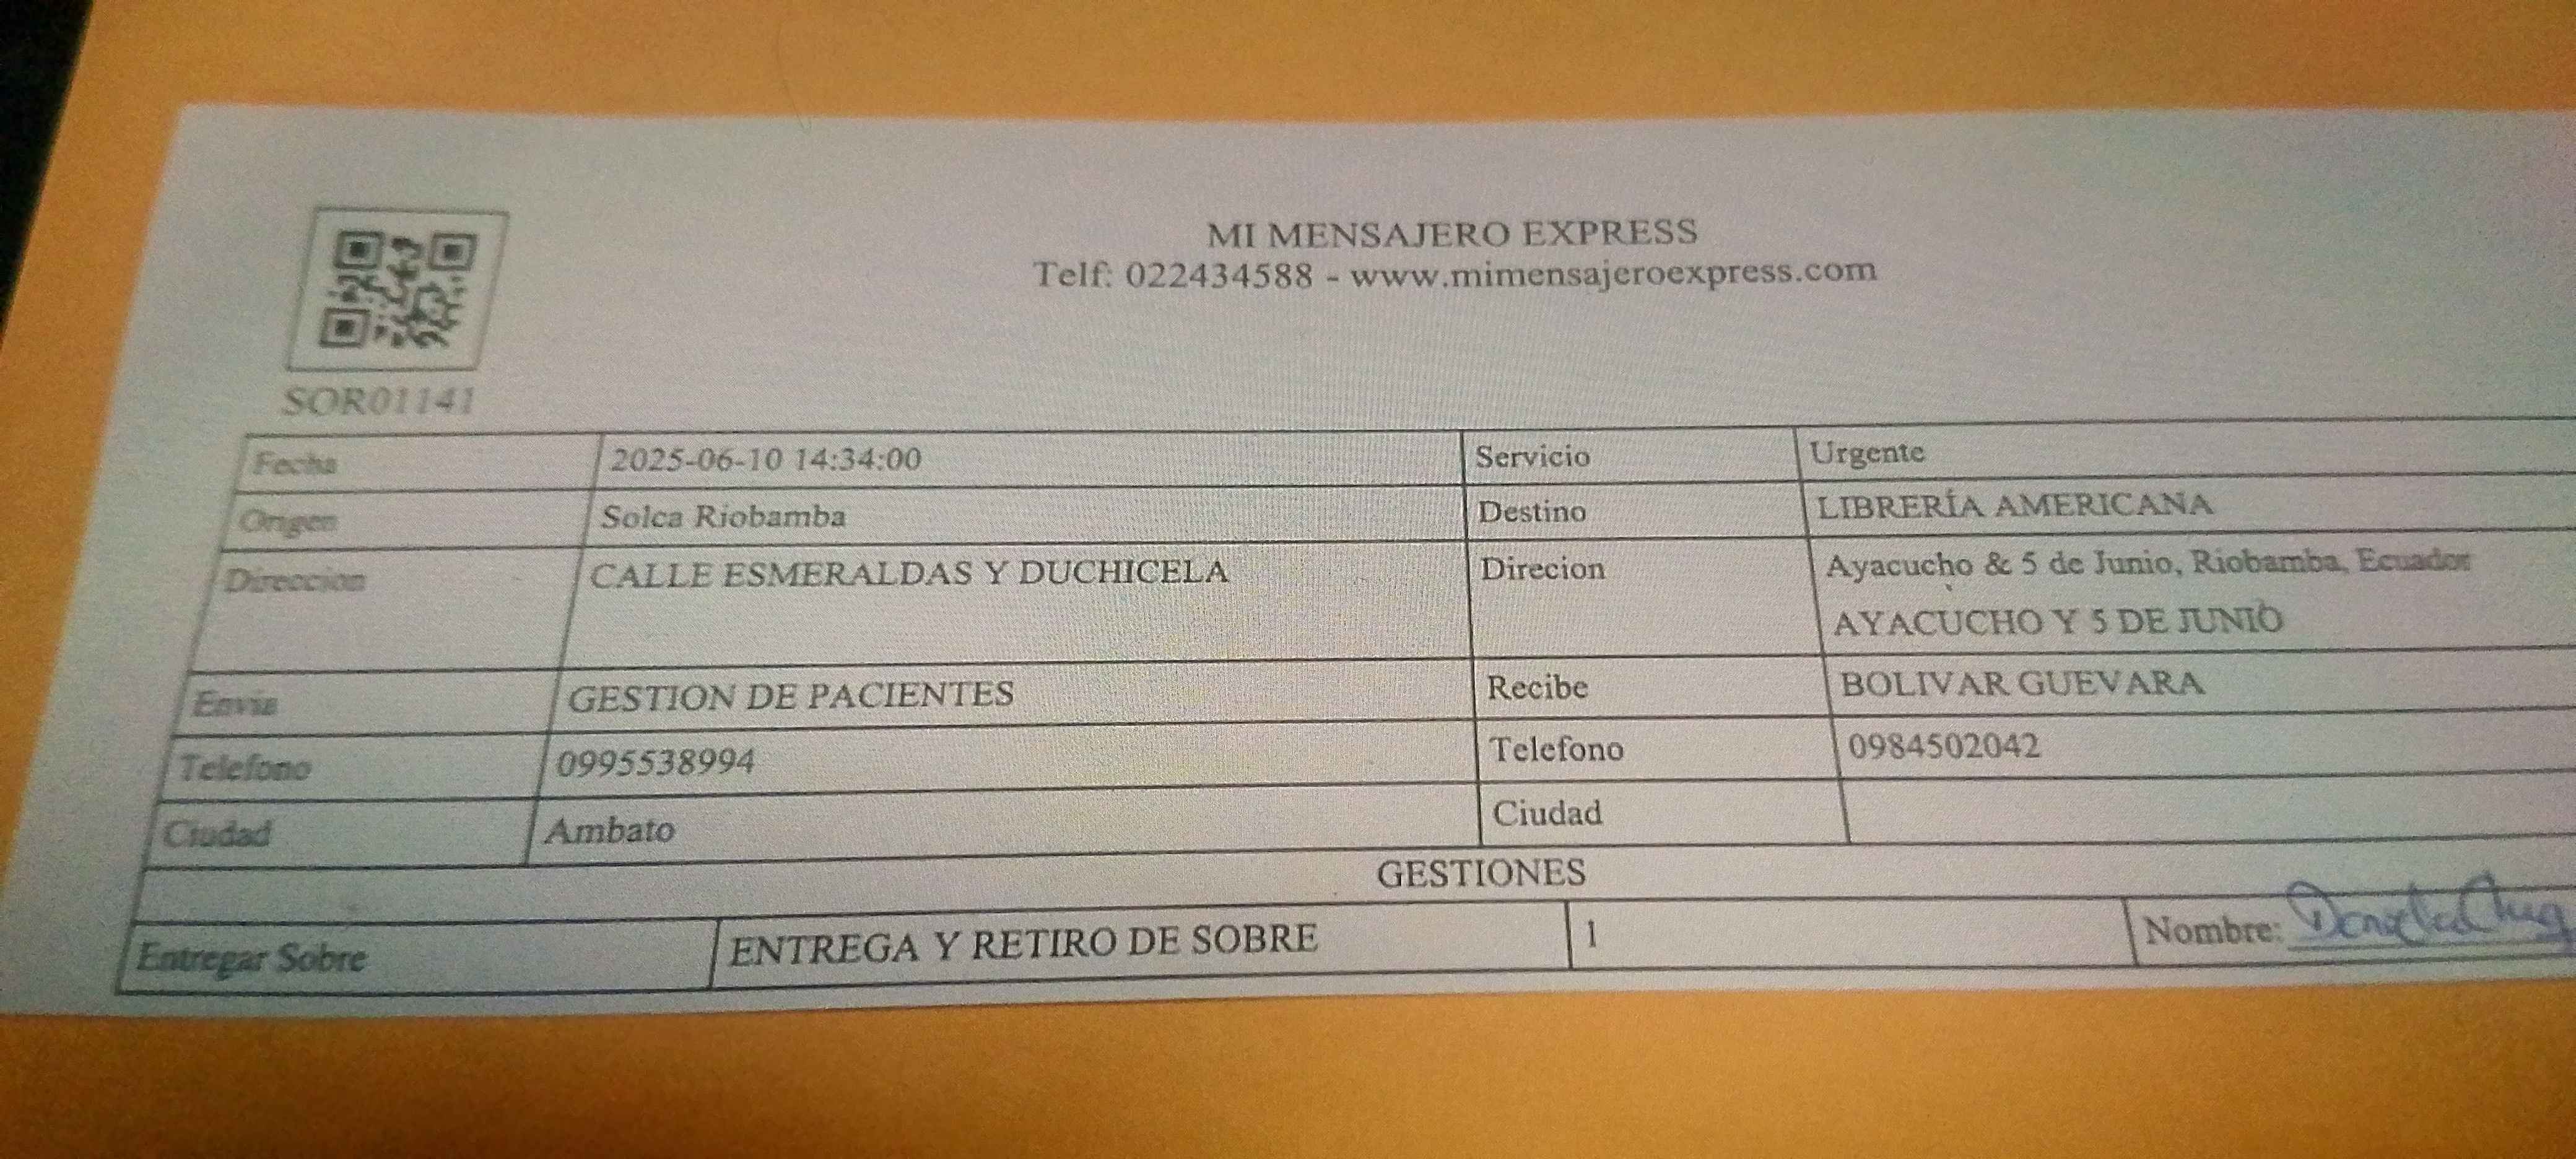 MI MENSAJERO EXPRESS
Telf: 022434588 - www.mimensajeroexpress.com
SOR01141
Fecha 2025-06-10 14:34:00 Servicio Urgente
Origen Solca Riobamba Destino LIBRERÍA AMERICANA
Direccion CALLE ESMERALDAS Y DUCHICELA Direcion Ayacucho & 5 de Junio, Riobamba, Ecuador
AYACUCHO Y 5 DE JUNIO
Envia GESTION DE PACIENTES Recibe BOLIVAR GUEVARA
Telefono 0995538994 Telefono 0984502042
Ciudad Ambato Ciudad
GESTIONES
Entregar Sobre ENTREGA Y RETIRO DE SOBRE 1 Nombre: